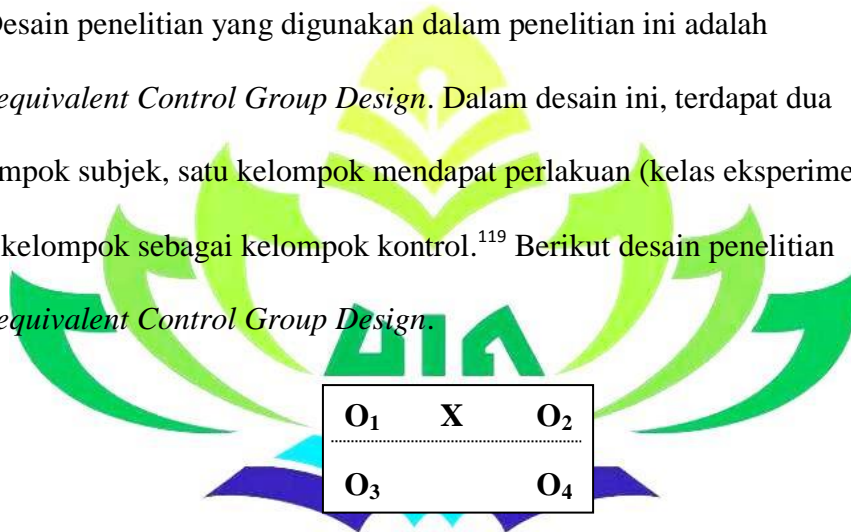 Desain penelitian yang digunakan dalam penelitian ini adalah
equivalent Control Group Design. Dalam desain ini, terdapat dua
mpok subjek, satu kelompok mendapat perlakuan (kelas eksperime
kelompok sebagai kelompok kontrol.¹¹⁹ Berikut desain penelitian
equivalent Control Group Design.
O₁ X O₂
O₃ O₄